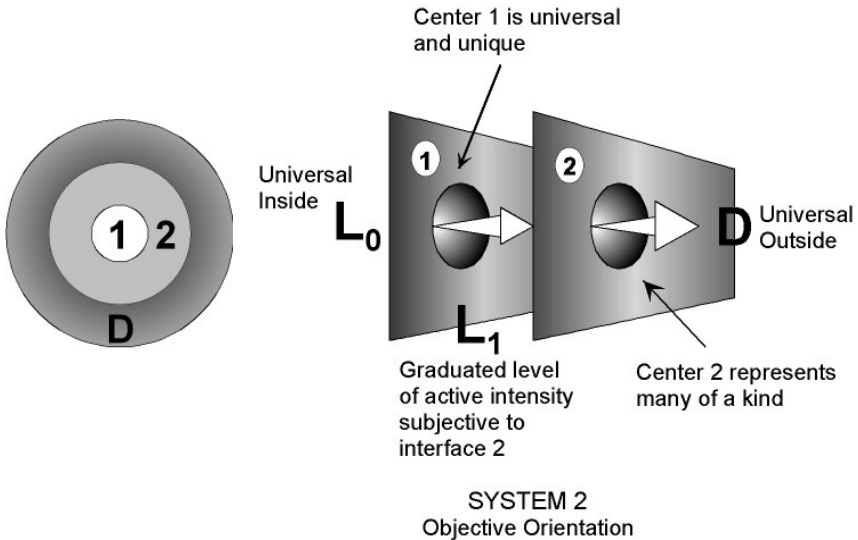 Center 1 is universal
and unique
1
2
D
Universal
Inside
L0
1
2
D
Universal
Outside
L1
Graduated level
of active intensity
subjective to
interface 2
Center 2 represents
many of a kind
SYSTEM 2
Objective Orientation